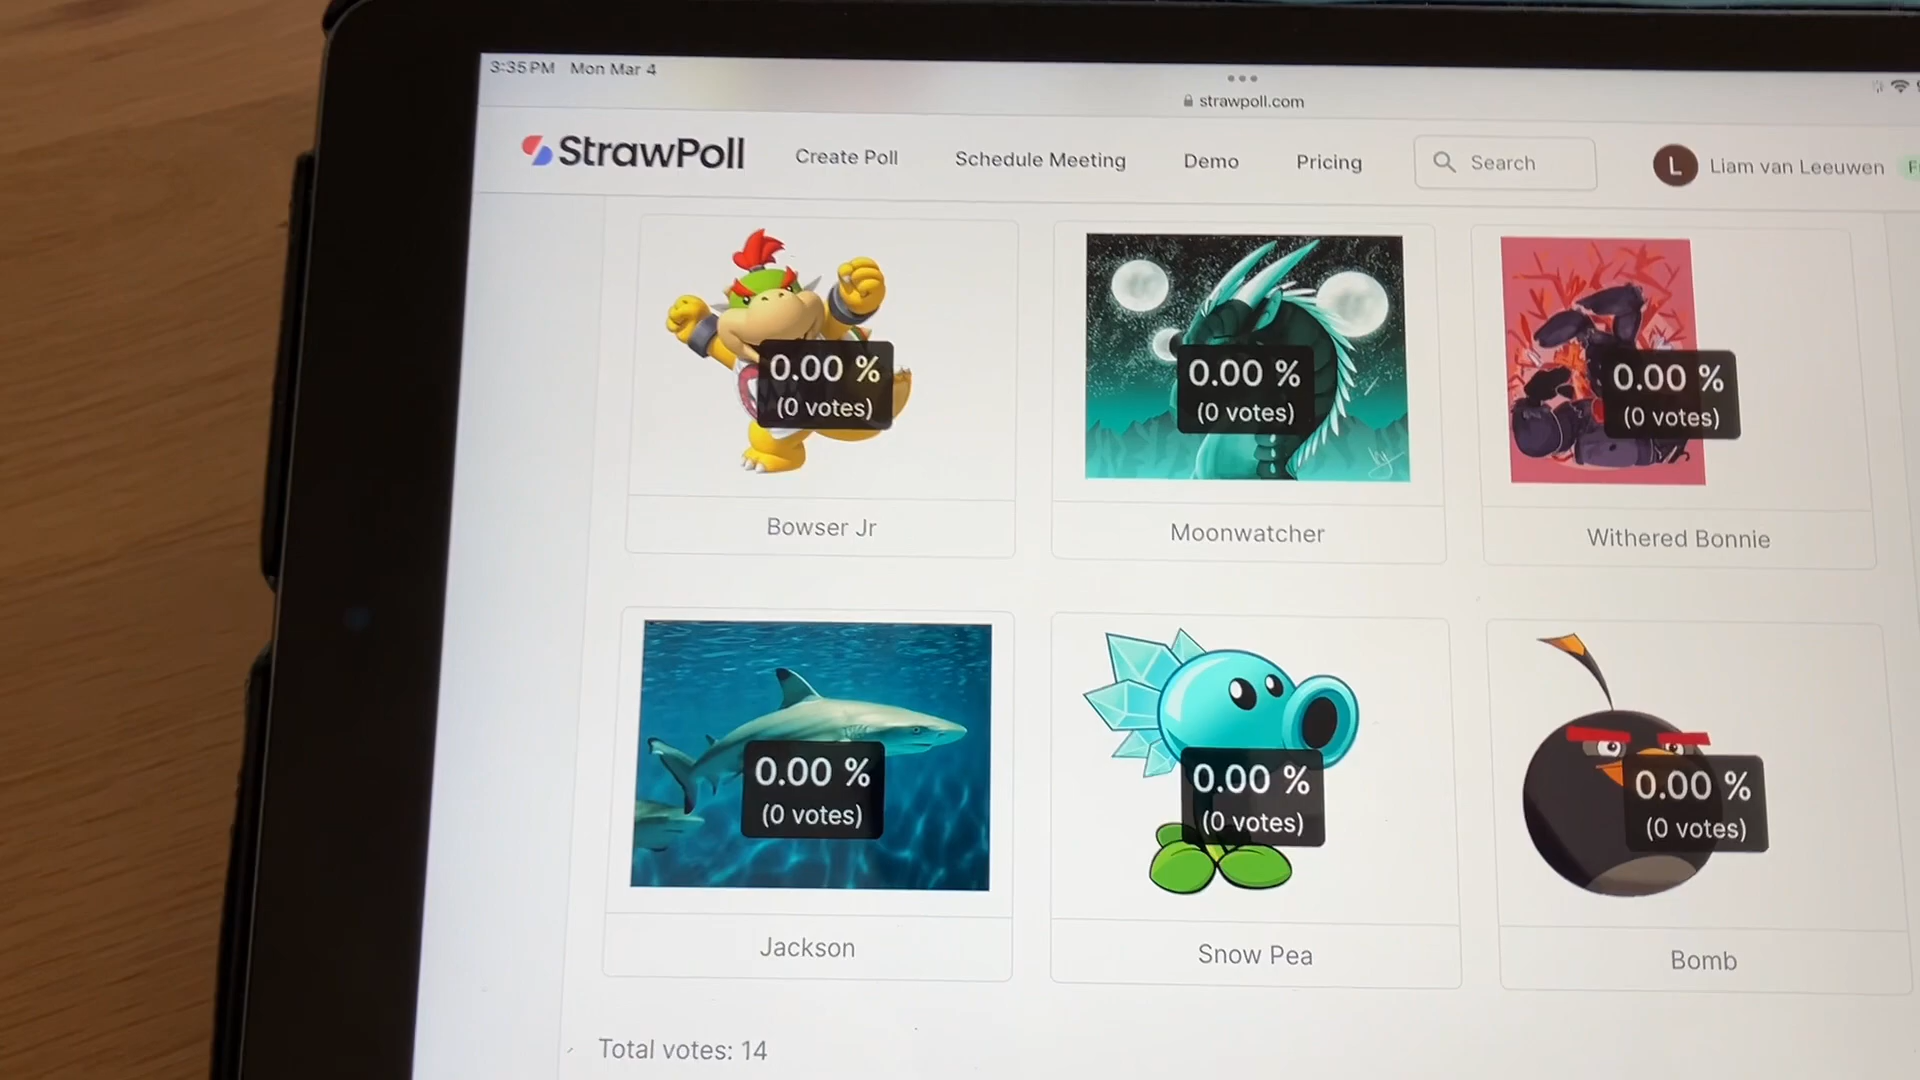 3:35 PM Mon Mar 4
strawpoll.com
StrawPoll Create Poll Schedule Meeting Demo Pricing Search L Liam van Leeuwen
0.00 % 0.00 % 0.00 %
(0 votes) (0 votes) (0 votes)
Bowser Jr Moonwatcher Withered Bonnie
0.00 % 0.00 % 0.00 %
(0 votes) (0 votes) (0 votes)
Jackson Snow Pea Bomb
Total votes: 14